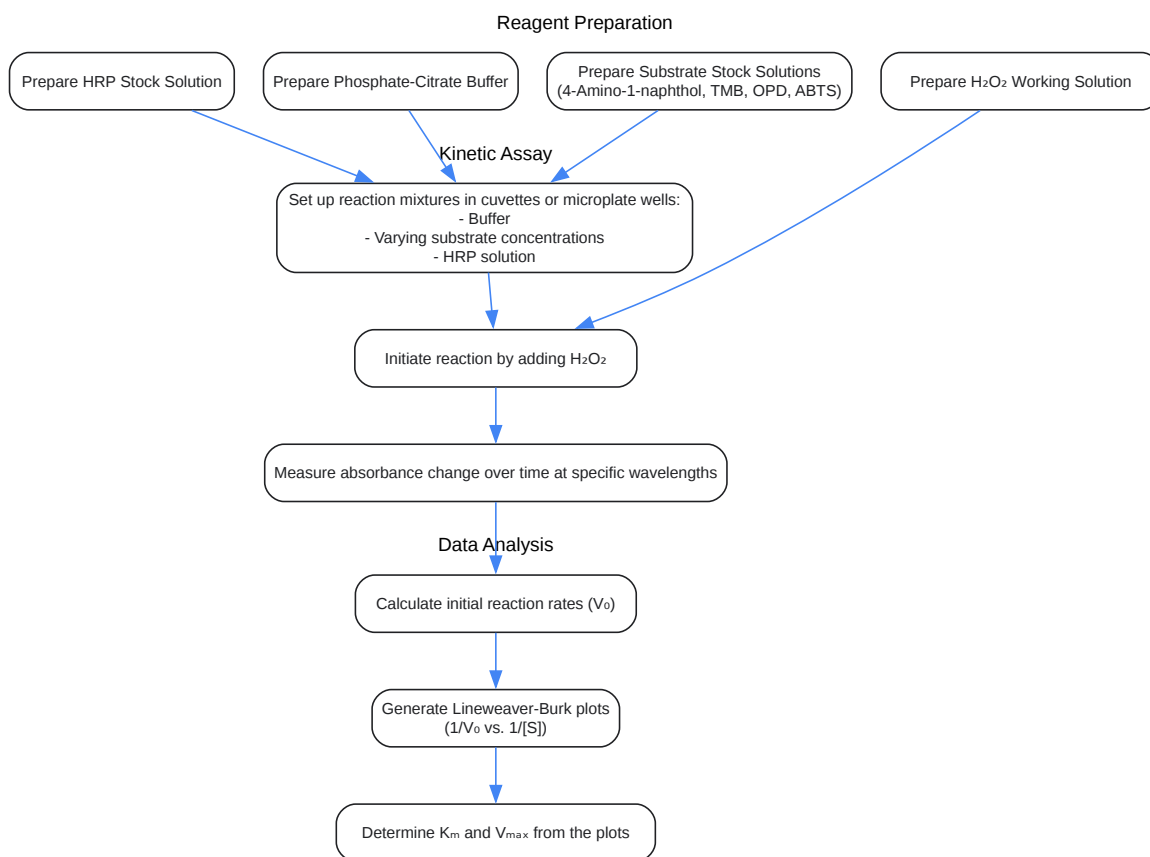 Reagent Preparation
Prepare HRP Stock Solution
Prepare Phosphate-Citrate Buffer
Prepare Substrate Stock Solutions
(4-Amino-1-naphthol, TMB, OPD, ABTS)
Prepare H₂O₂ Working Solution
Kinetic Assay
Set up reaction mixtures in cuvettes or microplate wells:
- Buffer
- Varying substrate concentrations
- HRP solution
Initiate reaction by adding H₂O₂
Measure absorbance change over time at specific wavelengths
Data Analysis
Calculate initial reaction rates (V₀)
Generate Lineweaver-Burk plots
(1/V₀ vs. 1/[S])
Determine Kₘ and Vₘₐₓ from the plots